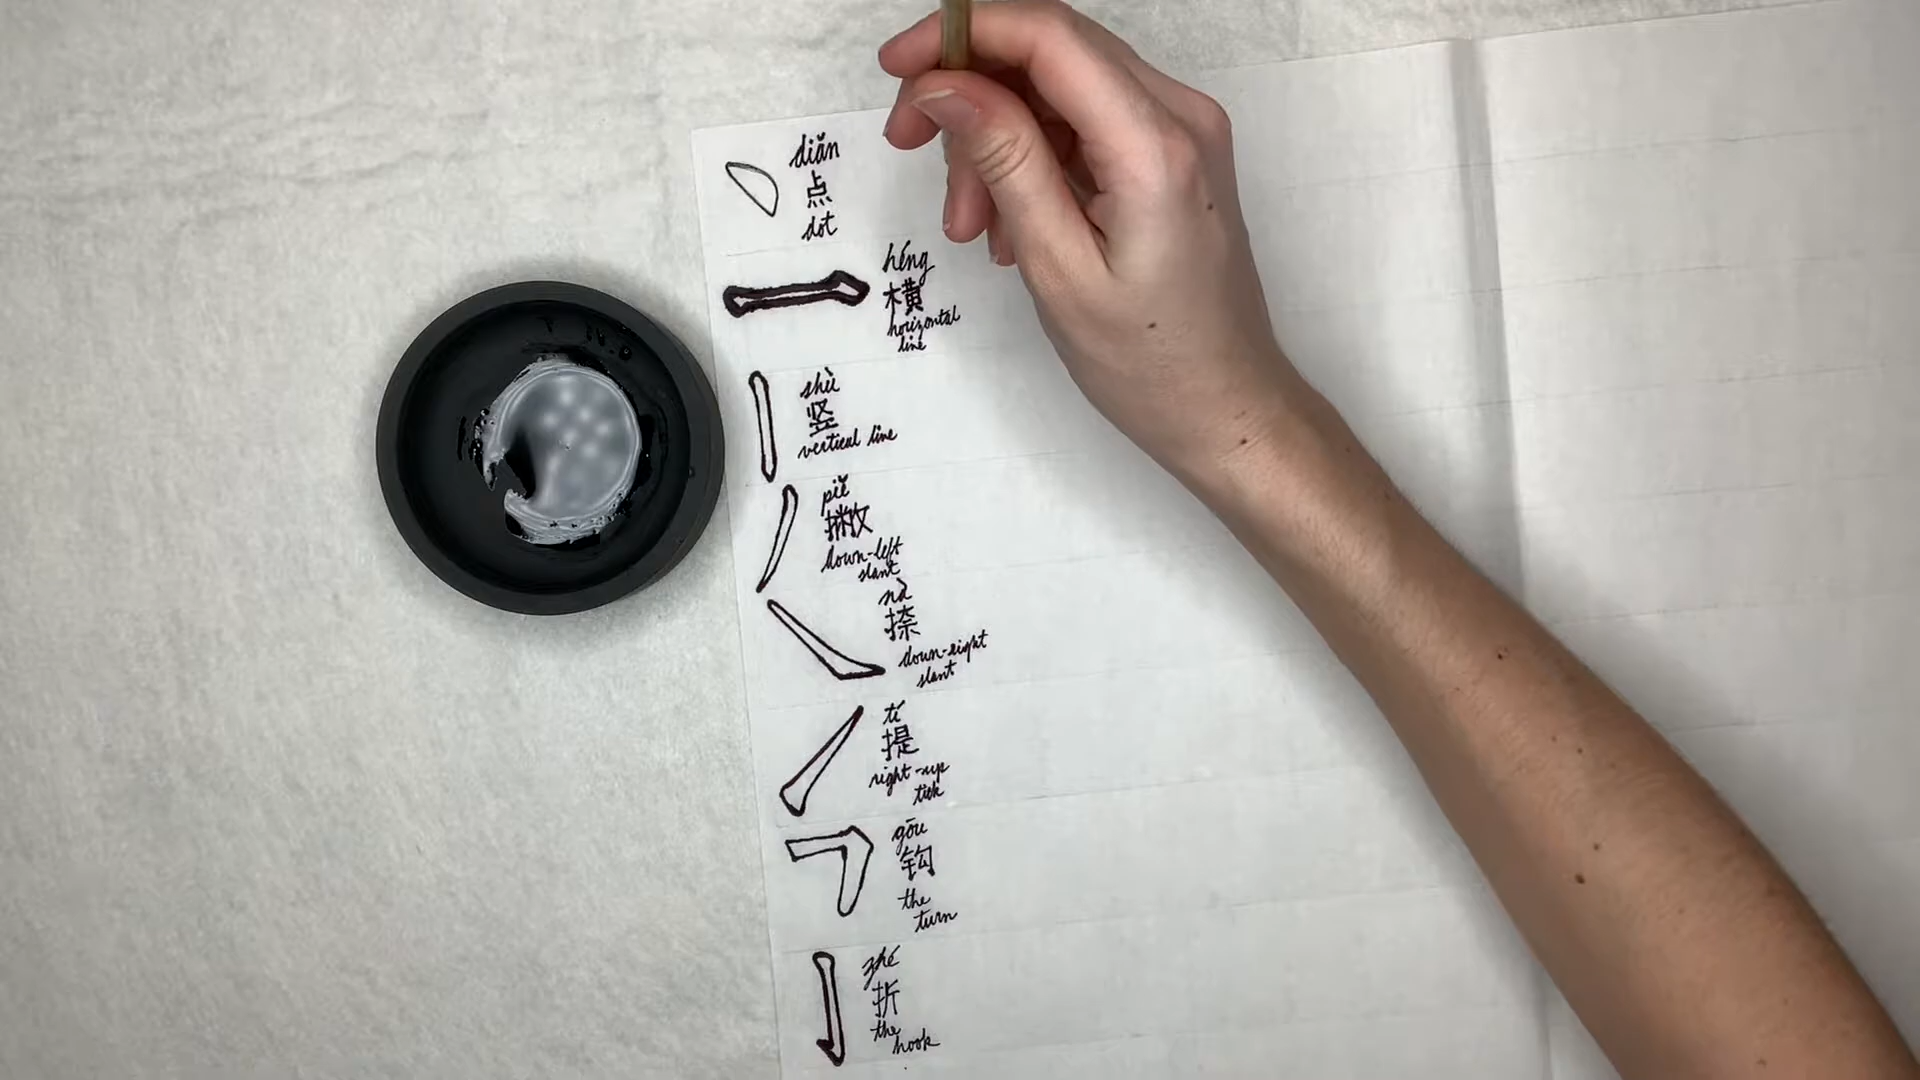 diăn
点
dot
héng
横
horizontal
line
shù
竖
vertical line
piě
撇
down-left
slant
nà
捺
down-right
slant
tí
提
right-up
tick
gōu
钩
the
turn
zhé
折
the
hook